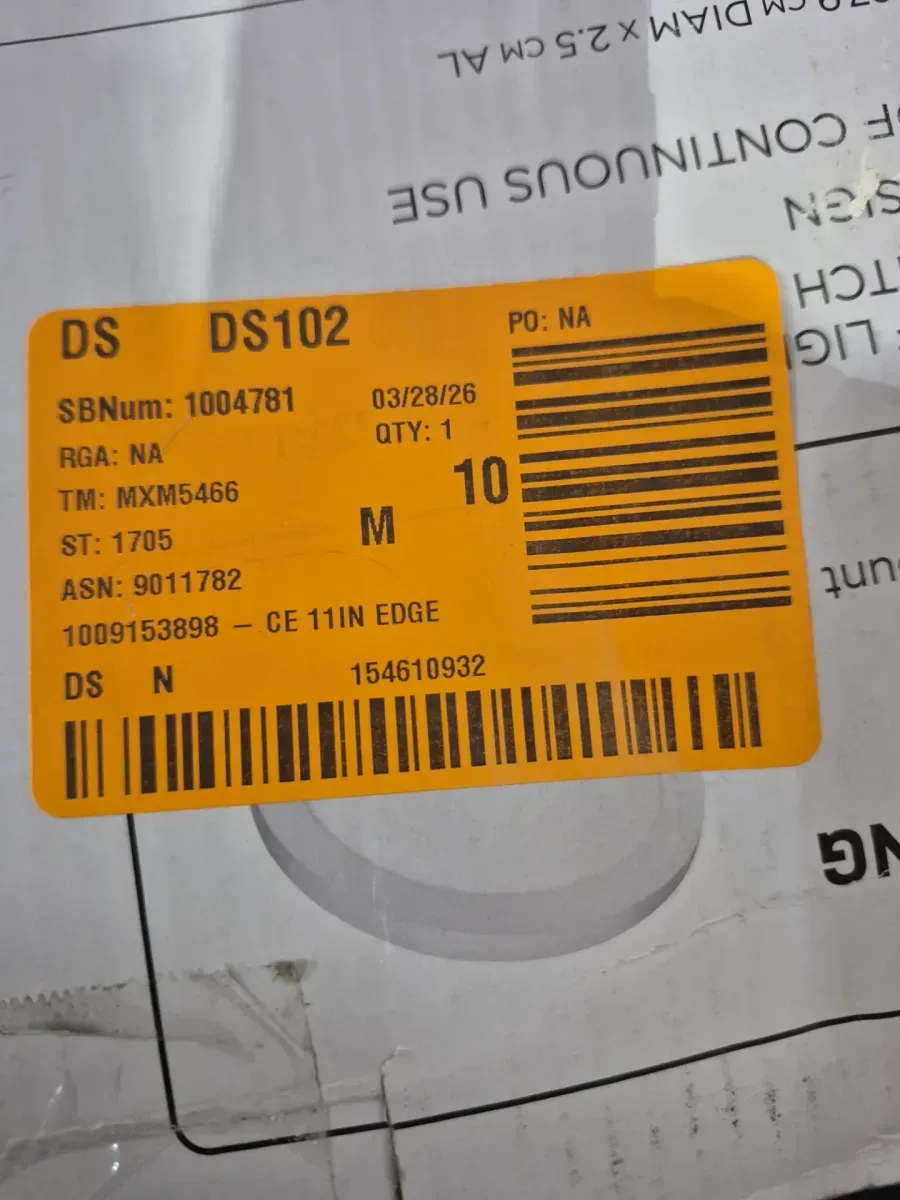 DS DS102 PO: NA
SBNum: 1004781 03/28/26
RGA: NA QTY: 1
TM: MXM5466 10
ST: 1705 M
ASN: 9011782
1009153898 – CE 11IN EDGE
DS N 154610932
CM DIAM x 2.5 CM AL
OF CONTINUOUS USE